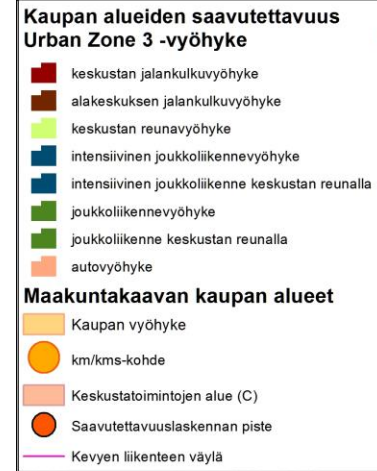 Kaupan alueiden saavutettavuus
Urban Zone 3 -vyöhyke
keskustan jalankulkuvyöhyke
alakeskuksen jalankulkuvyöhyke
keskustan reunavyöhyke
intensiivinen joukkoliikennevyöhyke
intensiivinen joukkoliikenne keskustan reunalla
joukkoliikennevyöhyke
joukkoliikenne keskustan reunalla
autovyöhyke
Maakuntakaavan kaupan alueet
Kaupan vyöhyke
km/kms-kohde
Keskustatoimintojen alue (C)
Saavutettavuuslaskennan piste
Kevyen liikenteen väylä